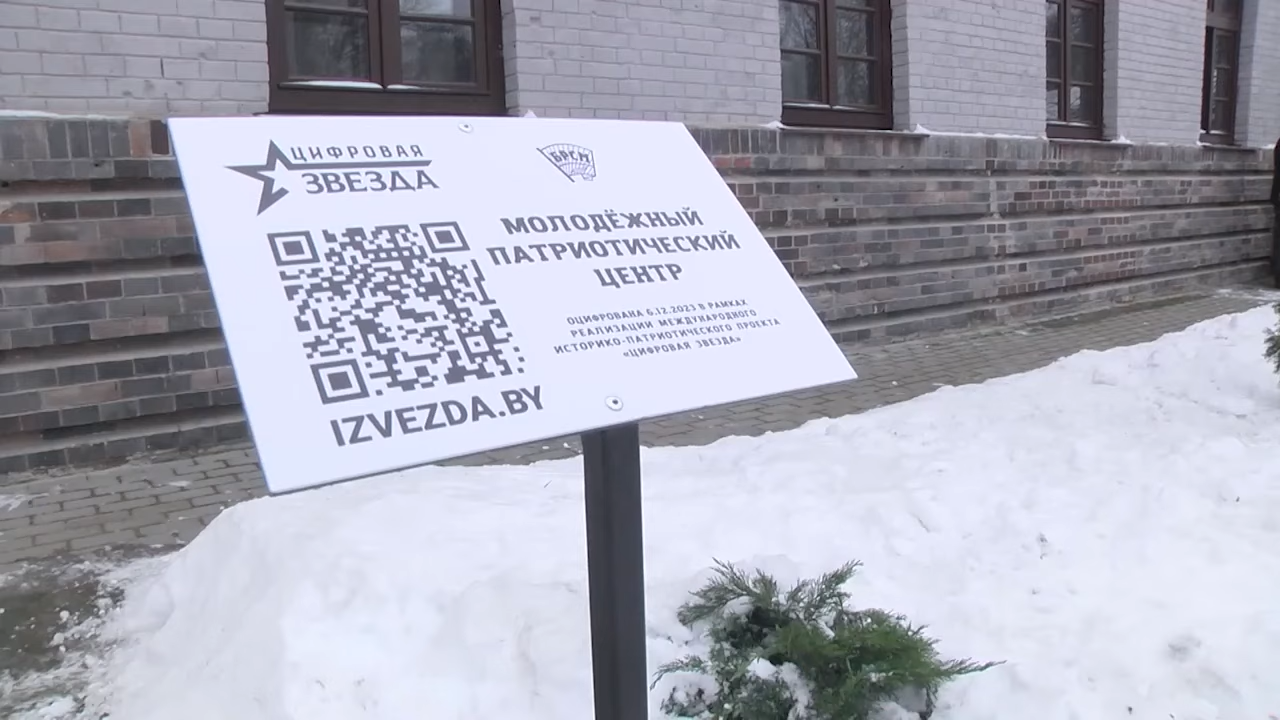 ЦИФРОВАЯ
ЗВЕЗДА
БРСМ
МОЛОДЁЖНЫЙ
ПАТРИОТИЧЕСКИЙ
ЦЕНТР
ОЦИФРОВАНА 6.12.2023 В РАМКАХ
РЕАЛИЗАЦИИ МЕЖДУНАРОДНОГО
ИСТОРИКО-ПАТРИОТИЧЕСКОГО ПРОЕКТА
«ЦИФРОВАЯ ЗВЕЗДА»
IZVEZDA.BY